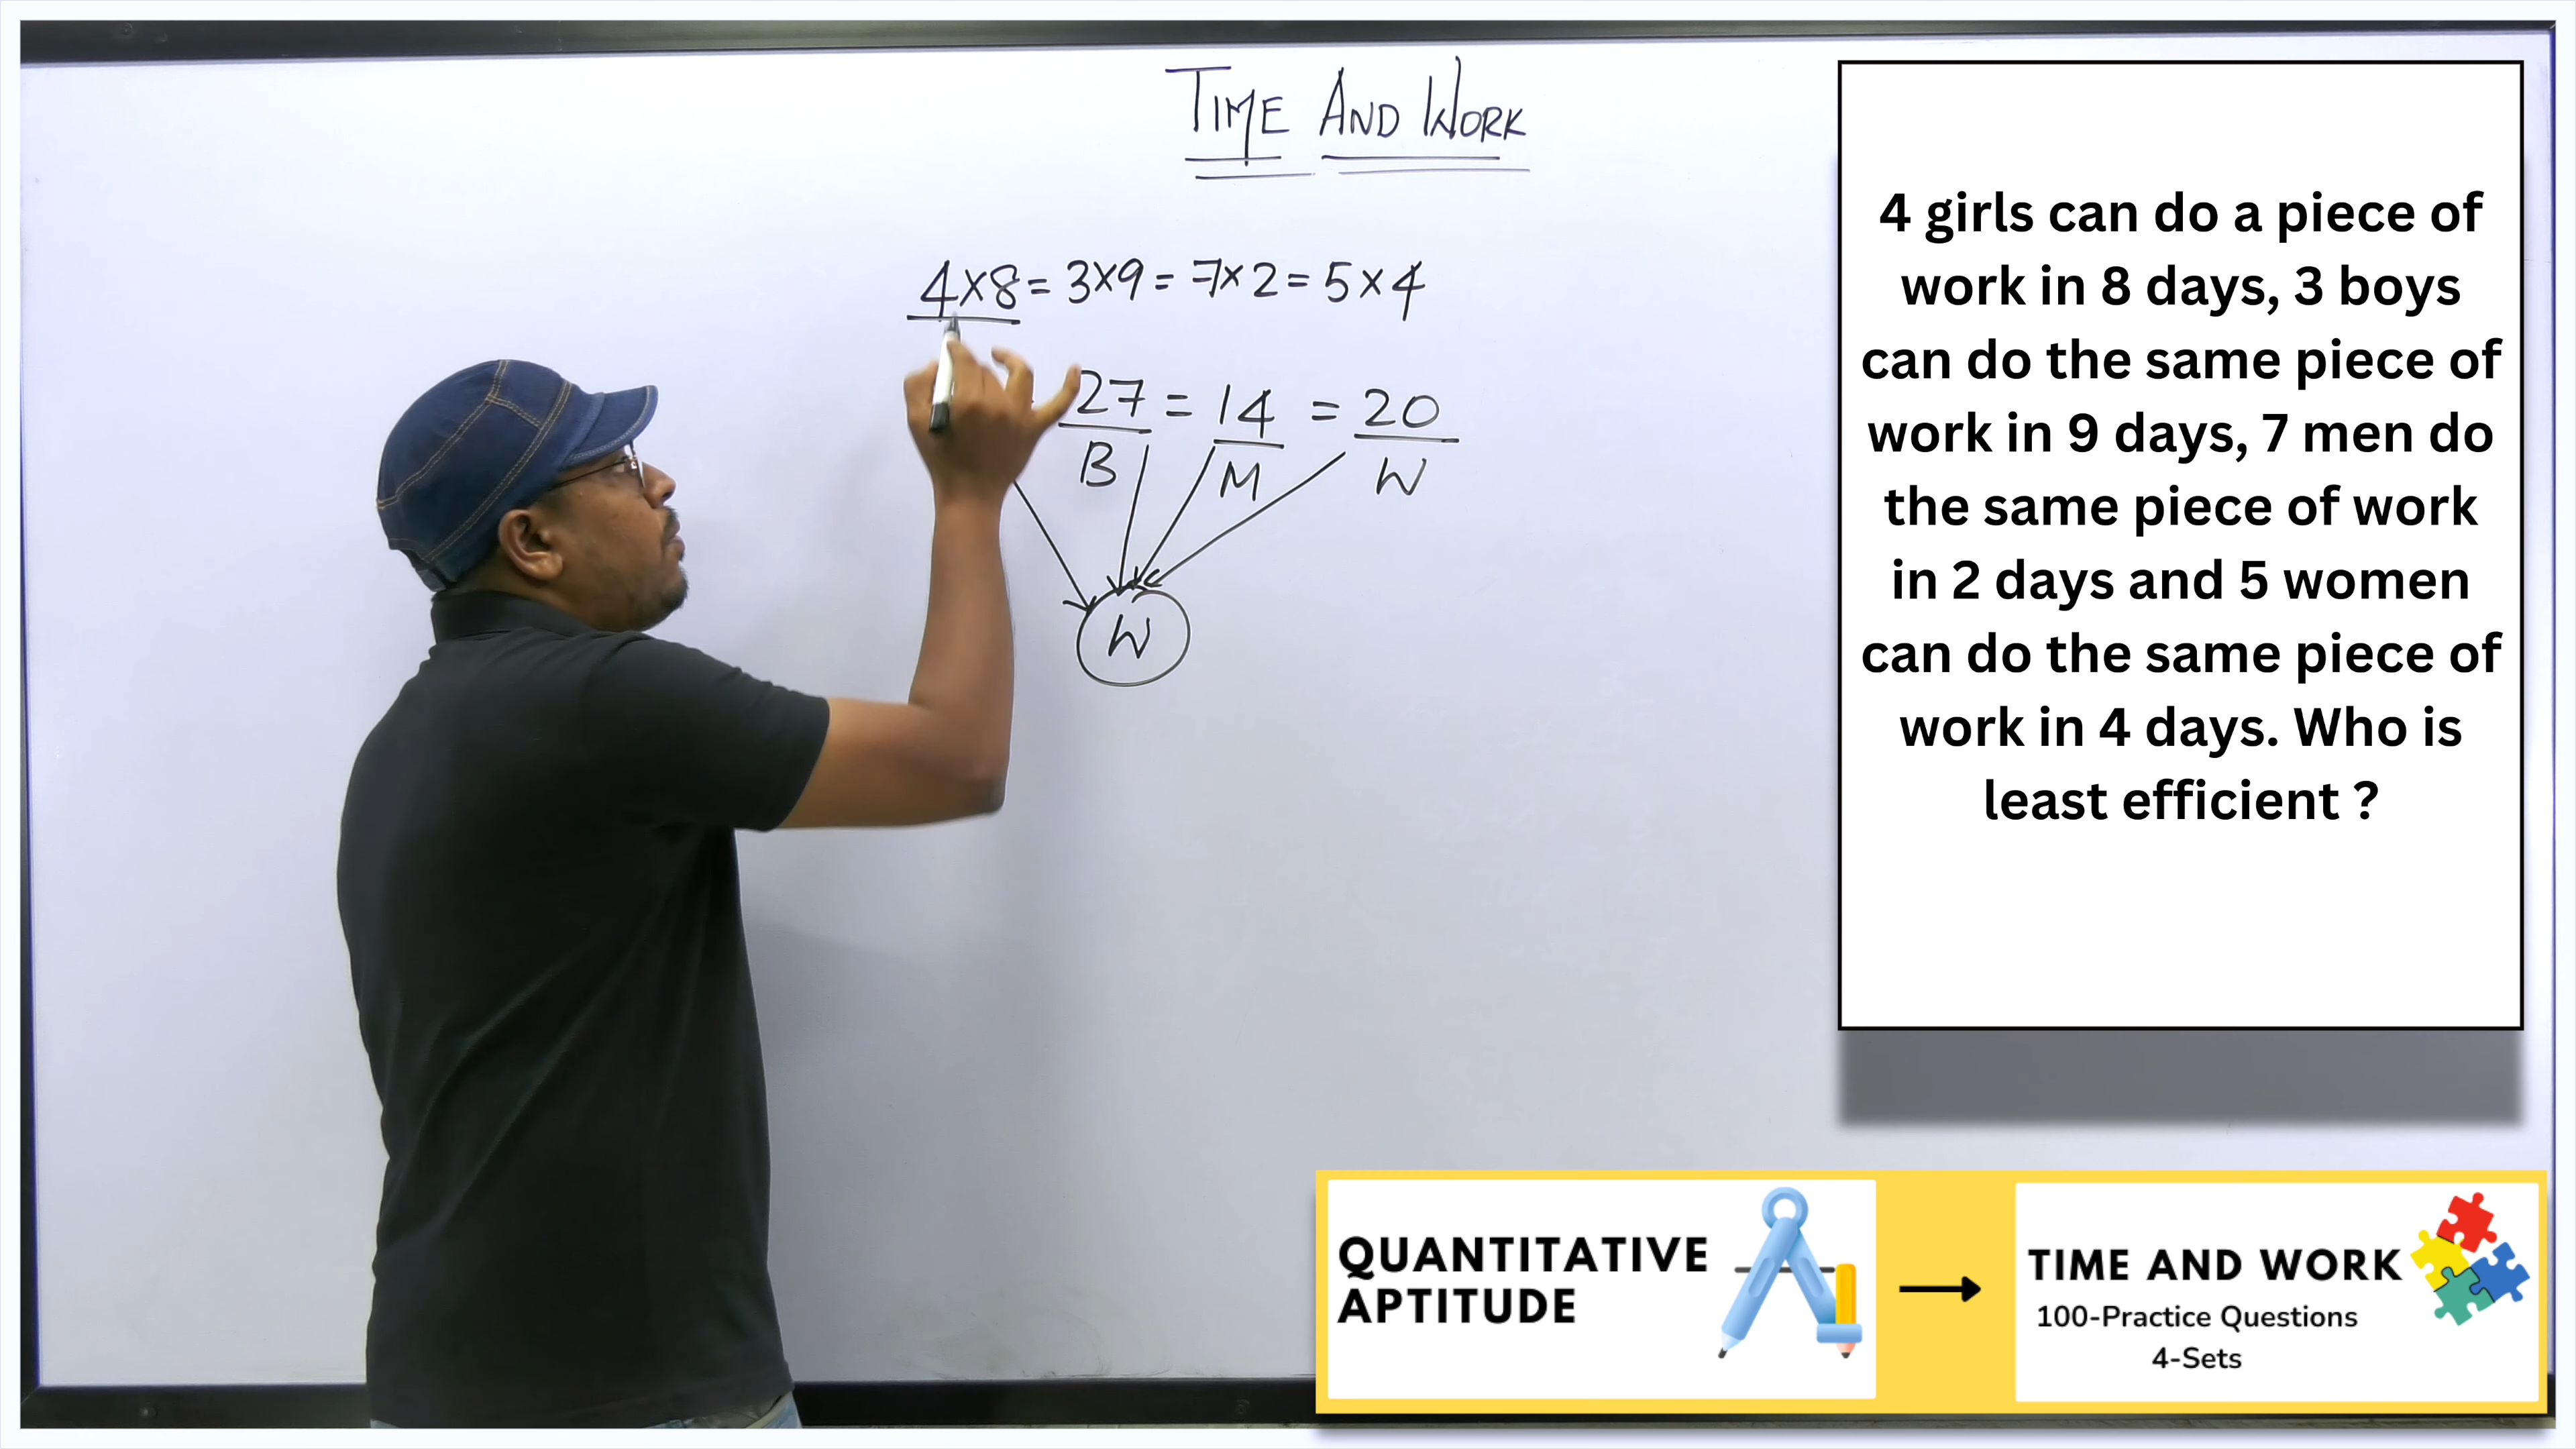 TIME AND WORK
4×8 = 3×9 = 7×2 = 5×4
27 = 14 = 20
B M W
W
4 girls can do a piece of
work in 8 days, 3 boys
can do the same piece of
work in 9 days, 7 men do
the same piece of work
in 2 days and 5 women
can do the same piece of
work in 4 days. Who is
least efficient ?
QUANTITATIVE
APTITUDE
TIME AND WORK
100-Practice Questions
4-Sets